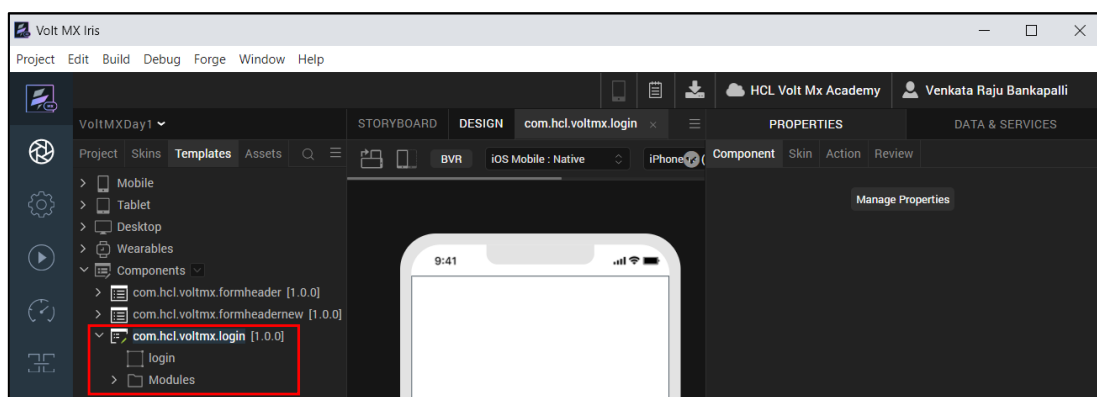 Volt MX Iris
Project Edit Build Debug Forge Window Help
HCL Volt Mx Academy Venkata Raju Bankapalli
VoltMXDay1 STORYBOARD DESIGN com.hcl.voltmx.login × PROPERTIES DATA & SERVICES
Project Skins Templates Assets BVR iOS Mobile : Native iPhone ( Component Skin Action Review
Mobile
Tablet
Manage Properties
Desktop
Wearables
9:41
Components
com.hcl.voltmx.formheader [1.0.0]
com.hcl.voltmx.formheadernew [1.0.0]
com.hcl.voltmx.login [1.0.0]
login
Modules